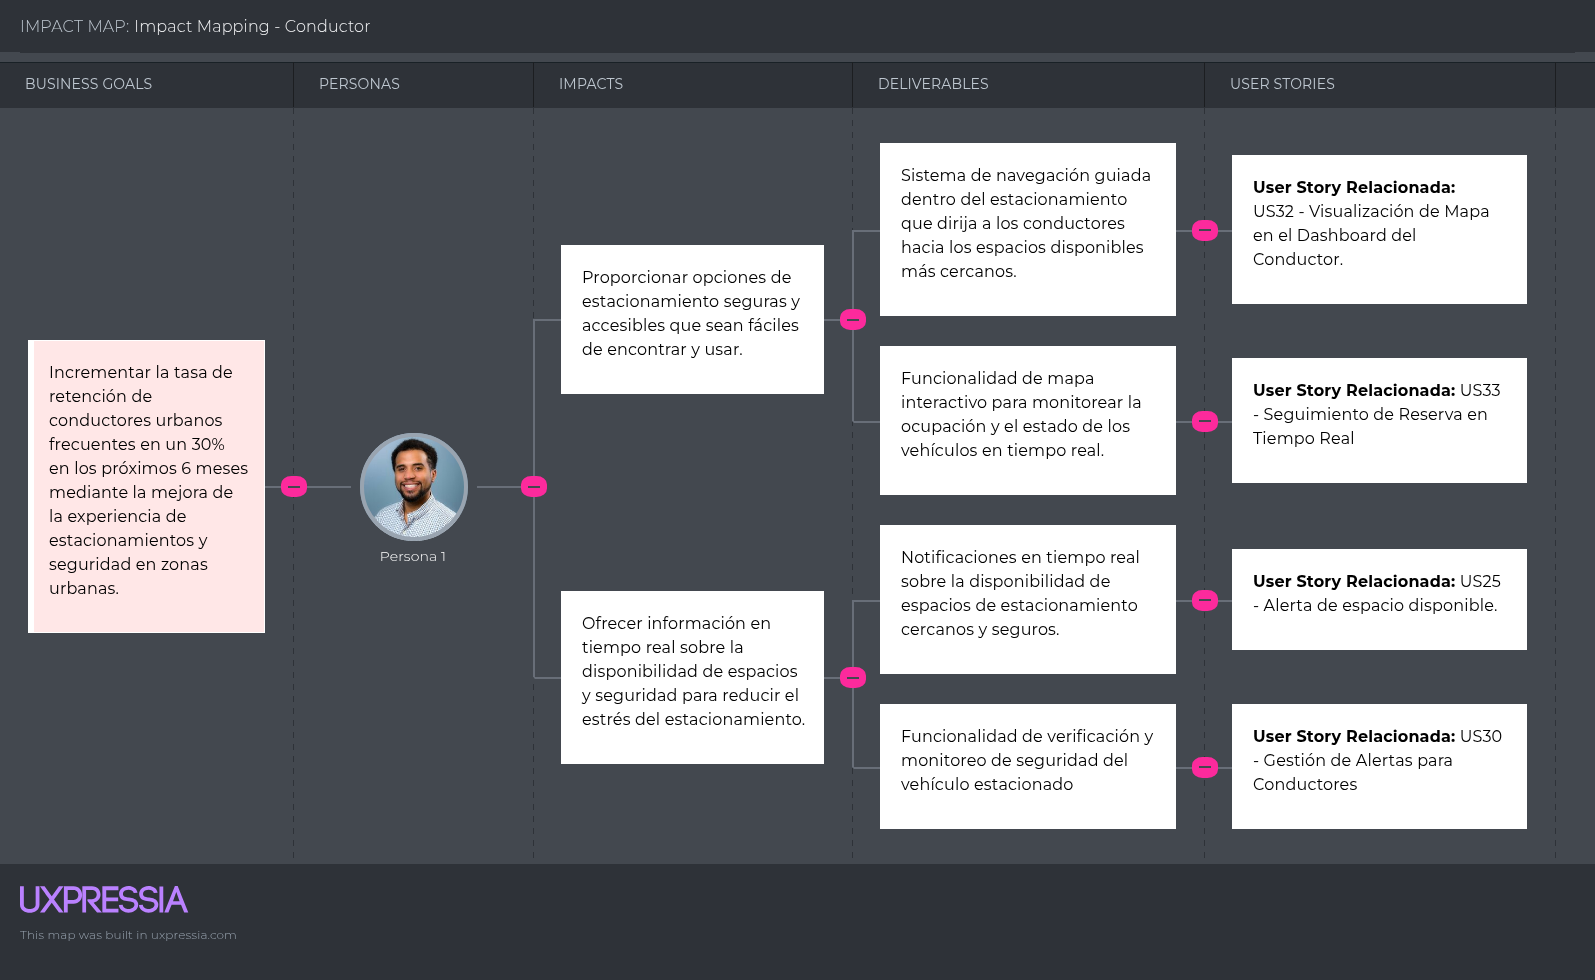 IMPACT MAP: Impact Mapping - Conductor
BUSINESS GOALS
PERSONAS
IMPACTS
DELIVERABLES
USER STORIES
Incrementar la tasa de
retención de
conductores urbanos
frecuentes en un 30%
en los próximos 6 meses
mediante la mejora de
la experiencia de
estacionamientos y
seguridad en zonas
urbanas.
Persona 1
Proporcionar opciones de
estacionamiento seguras y
accesibles que sean fáciles
de encontrar y usar.
Sistema de navegación guiada
dentro del estacionamiento
que dirija a los conductores
hacia los espacios disponibles
más cercanos.
User Story Relacionada:
US32 - Visualización de Mapa
en el Dashboard del
Conductor.
Funcionalidad de mapa
interactivo para monitorear la
ocupación y el estado de los
vehículos en tiempo real.
User Story Relacionada: US33
- Seguimiento de Reserva en
Tiempo Real
Ofrecer información en
tiempo real sobre la
disponibilidad de espacios
y seguridad para reducir el
estrés del estacionamiento.
Notificaciones en tiempo real
sobre la disponibilidad de
espacios de estacionamiento
cercanos y seguros.
User Story Relacionada: US25
- Alerta de espacio disponible.
Funcionalidad de verificación y
monitoreo de seguridad del
vehículo estacionado
User Story Relacionada: US30
- Gestión de Alertas para
Conductores
UXPRESSIA
This map was built in uxpressia.com